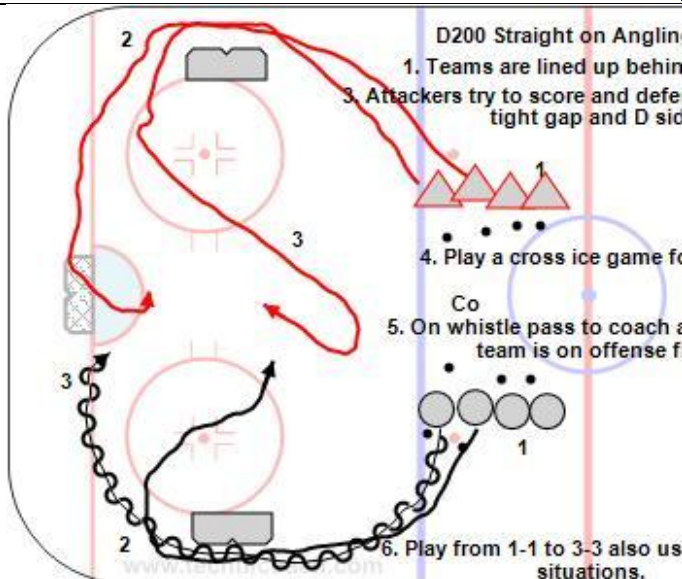 D200 Straight on Anglin
1. Teams are lined up behin
3. Attackers try to score and defe
tight gap and D sid
2
1
3
4. Play a cross ice game fo
Co
5. On whistle pass to coach a
team is on offense f
3
1
2
6. Play from 1-1 to 3-3 also us
situations.